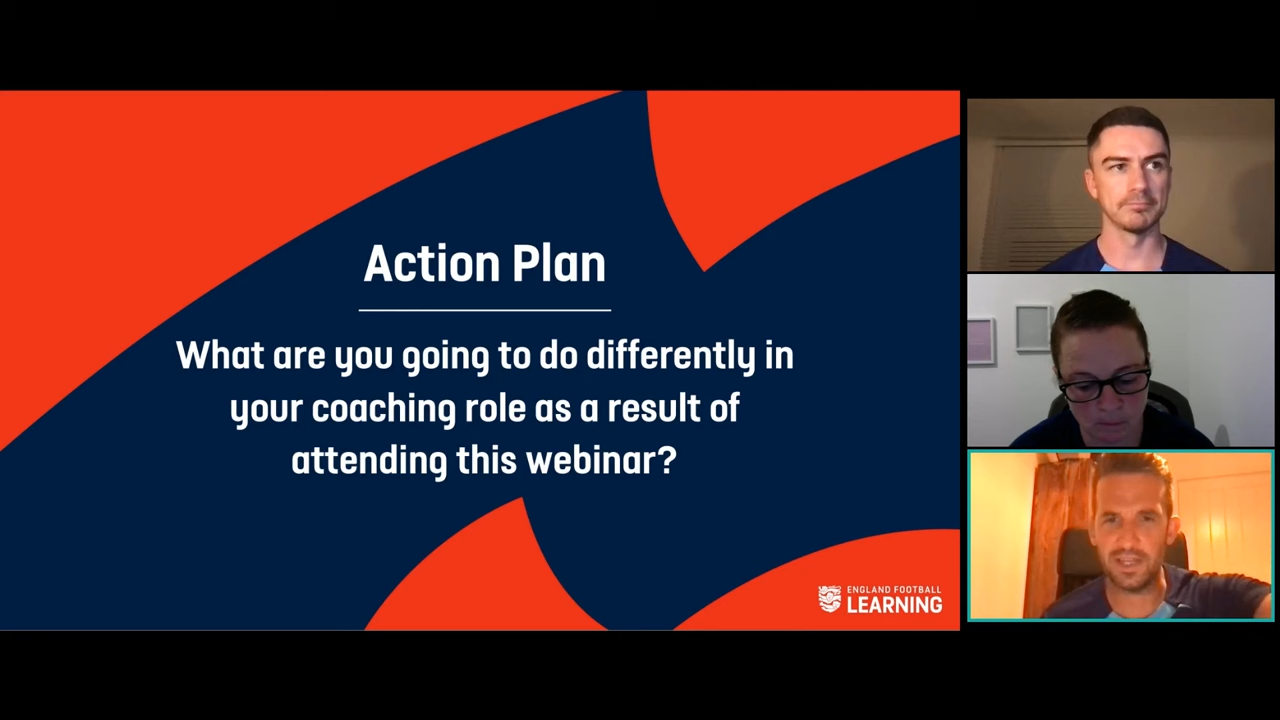 Action Plan
What are you going to do differently in
your coaching role as a result of
attending this webinar?
ENGLAND FOOTBALL
LEARNING